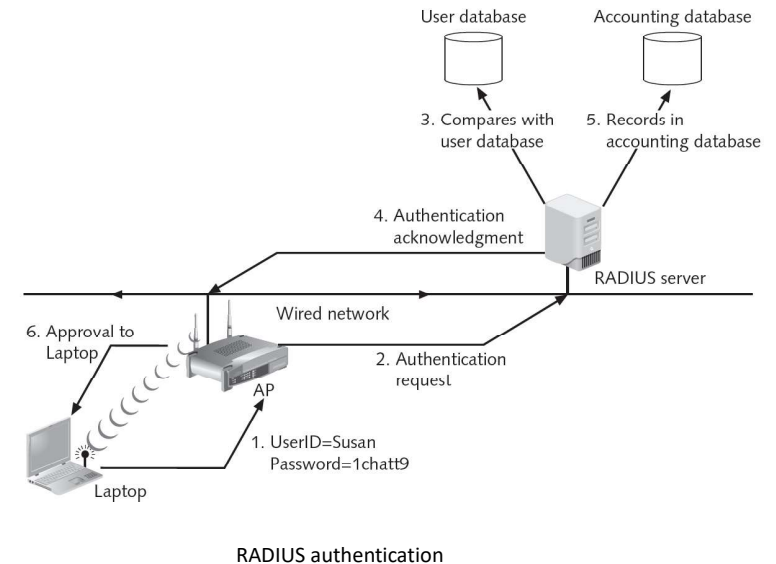 User database
Accounting database
3. Compares with
user database
5. Records in
accounting database
4. Authentication
acknowledgment
RADIUS server
Wired network
6. Approval to
Laptop
2. Authentication
request
AP
1. UserID=Susan
Password=1chatt9
Laptop
RADIUS authentication